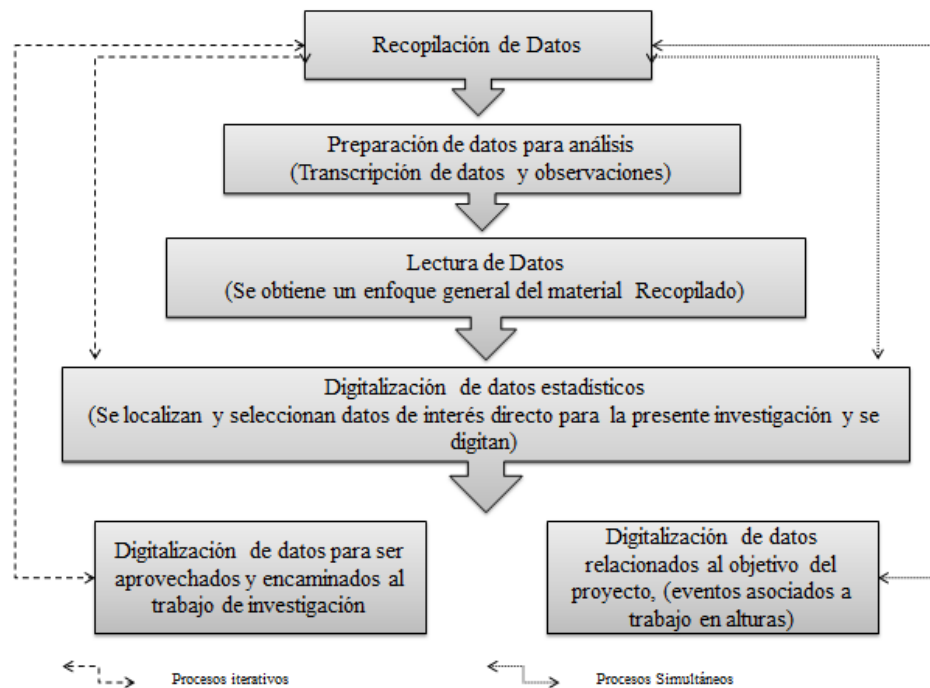 Recopilación de Datos
Preparación de datos para análisis
(Transcripción de datos y observaciones)
Lectura de Datos
(Se obtiene un enfoque general del material Recopilado)
Digitalización de datos estadísticos
(Se localizan y seleccionan datos de interés directo para la presente investigación y se
digitan)
Digitalización de datos para ser
aprovechados y encaminados al
trabajo de investigación
Digitalización de datos
relacionados al objetivo del
proyecto, (eventos asociados a
trabajo en alturas)
Procesos iterativos
Procesos Simultáneos